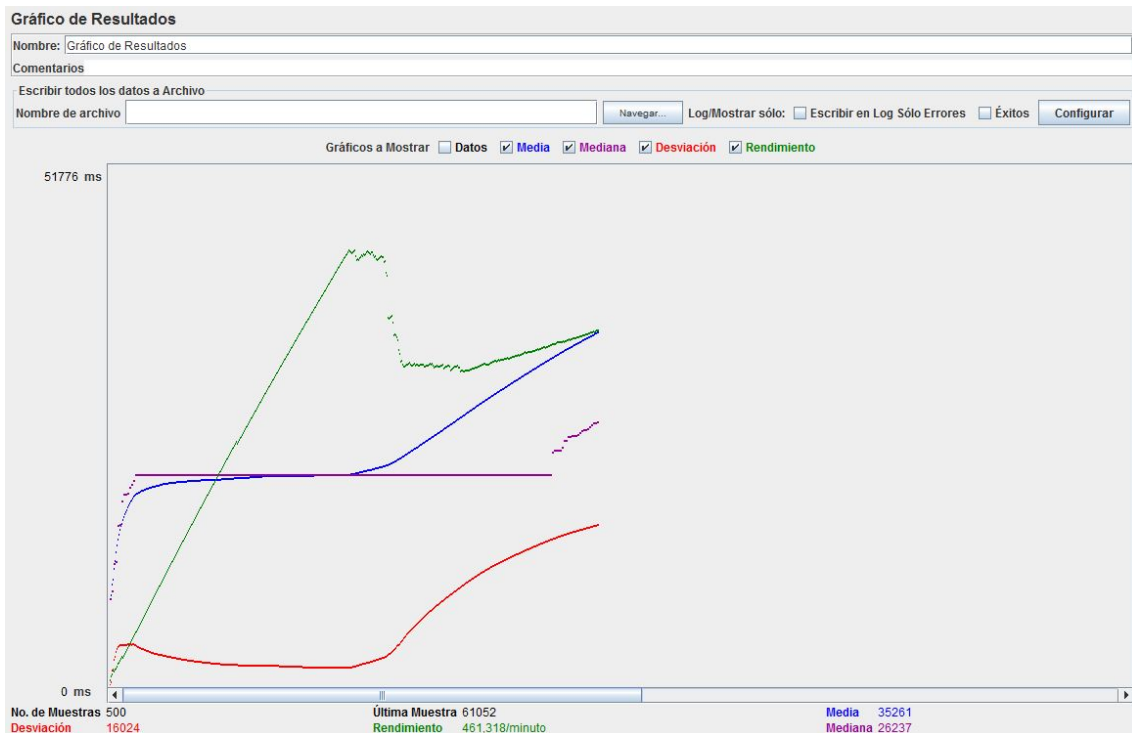 Gráfico de Resultados
Nombre: Gráfico de Resultados
Comentarios
Escribir todos los datos a Archivo
Nombre de archivo Navegar... Log/Mostrar sólo: Escribir en Log Sólo Errores Éxitos Configurar
Gráficos a Mostrar Datos Media Mediana Desviación Rendimiento
51776 ms
0 ms
No. de Muestras 500 Última Muestra 61052 Media 35261
Desviación 16024 Rendimiento 461,318/minuto Mediana 26237